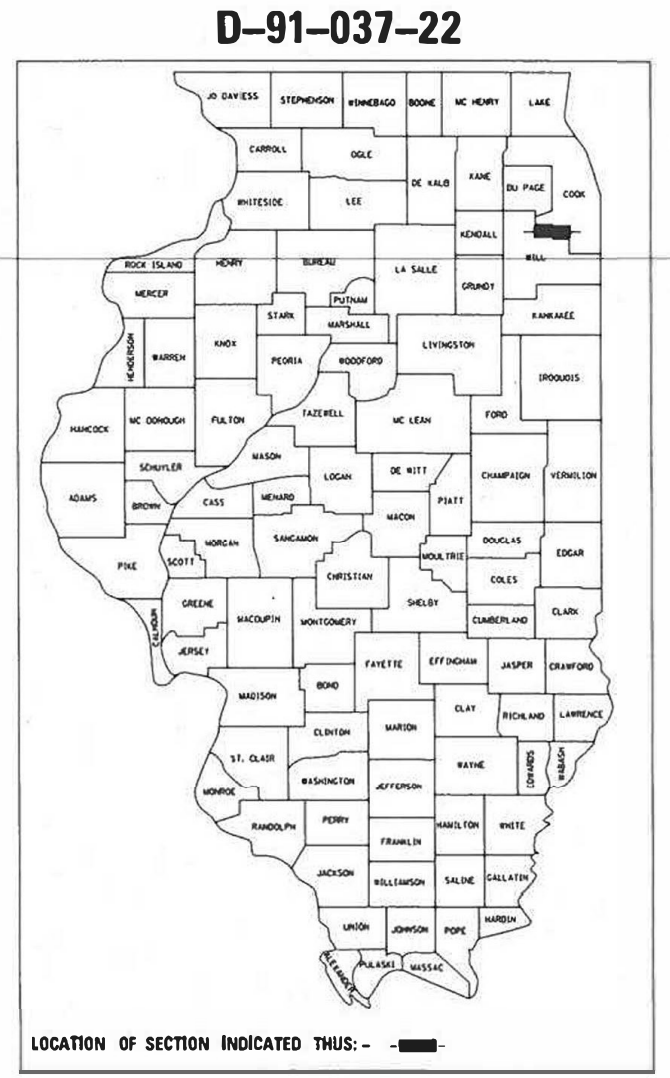 D-91-037-22
JO DAVIESS STEPHENSON WINNEBAGO BOONE MC HENRY LAKE
CARROLL OGLE DE KALB KANE DU PAGE COOK
WHITESIDE LEE KENDALL WILL
ROCK ISLAND HENRY BUREAU LA SALLE GRUNDY
MERCER STARK PUTNAM MARSHALL KANKAKEE
HENDERSON WARREN KNOX PEORIA WOODFORD LIVINGSTON IROQUOIS
HANCOCK MC DONOUGH FULTON TAZEWELL MC LEAN FORD
SCHUYLER MASON LOGAN DE WITT CHAMPAIGN VERMILION
ADAMS BROWN CASS MENARD MACON PIATT
PIKE SCOTT MORGAN SANGAMON CHRISTIAN MOULTRIE DOUGLAS EDGAR
COLES
CALHOUN GREENE MACOUPIN MONTGOMERY SHELBY CUMBERLAND CLARK
JERSEY FAYETTE EFFINGHAM JASPER CRAWFORD
MADISON BOND CLAY RICHLAND LAWRENCE
CLINTON MARION
ST. CLAIR WASHINGTON JEFFERSON WAYNE EDWARDS WABASH
MONROE RANDOLPH PERRY FRANKLIN HAMILTON WHITE
JACKSON WILLIAMSON SALINE GALLATIN
UNION JOHNSON POPE HARDIN
ALEXANDER PULASKI MASSAC
LOCATION OF SECTION INDICATED THUS: - - -